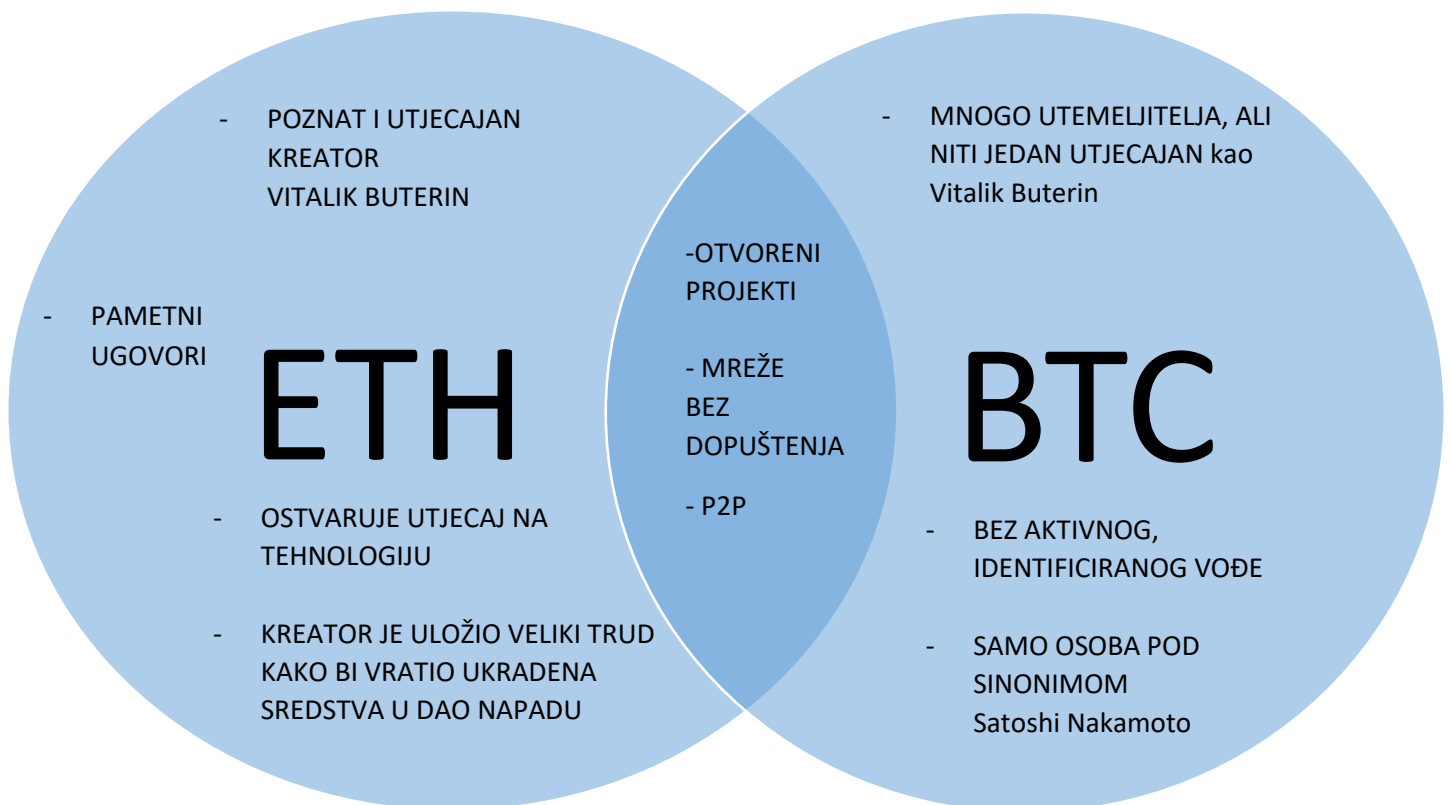 - POZNAT I UTJECAJAN
KREATOR
VITALIK BUTERIN
- PAMETNI
UGOVORI
ETH
- OSTVARUJE UTJECAJ NA
TEHNOLOGIJU
- KREATOR JE ULOŽIO VELIKI TRUD
KAKO BI VRATIO UKRADENA
SREDSTVA U DAO NAPADU
-OTVORENI
PROJEKTI
- MREŽE
BEZ
DOPUŠTENJA
- P2P
- MNOGO UTEMELJITELJA, ALI
NITI JEDAN UTJECAJAN kao
Vitalik Buterin
BTC
- BEZ AKTIVNOG,
IDENTIFICIRANOG VOĐE
- SAMO OSOBA POD
SINONIMOM
Satoshi Nakamoto